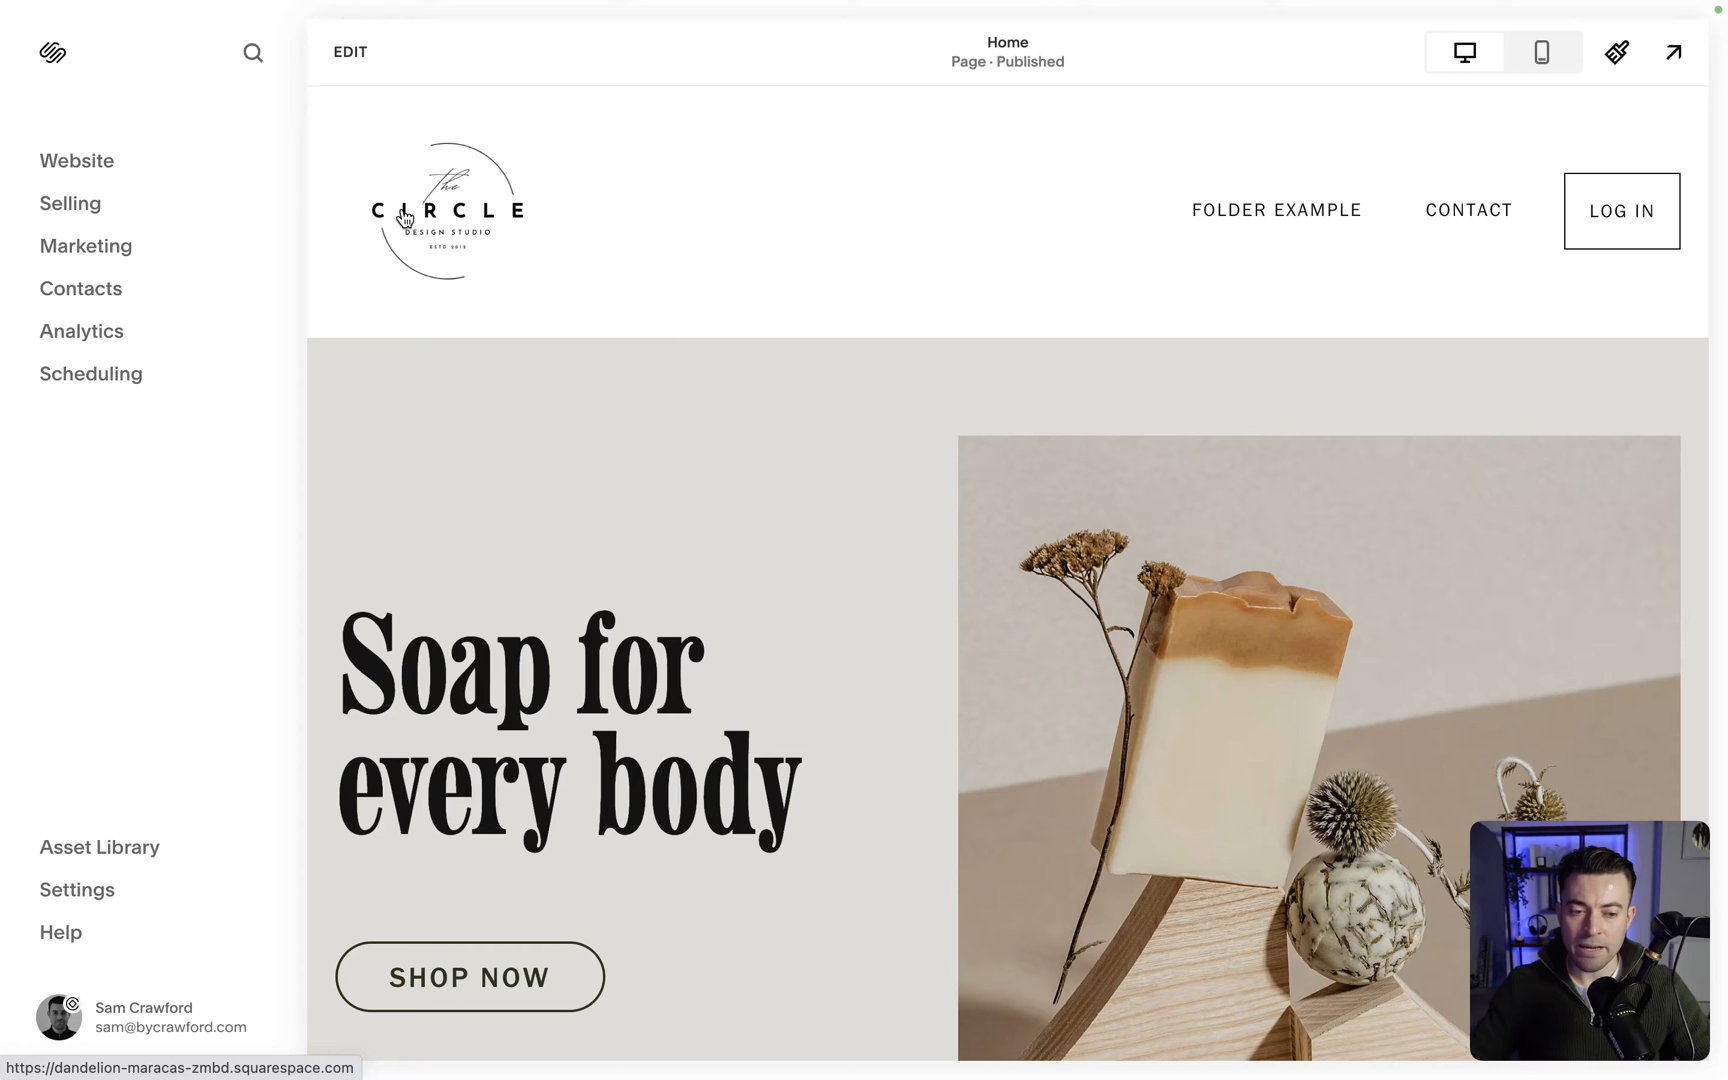 EDIT
Home
Page · Published
Website
Selling
Marketing
Contacts
Analytics
Scheduling
the
CIRCLE
DESIGN STUDIO
ESTD 2015
FOLDER EXAMPLE
CONTACT
LOG IN
Soap for
every body
SHOP NOW
Asset Library
Settings
Help
Sam Crawford
sam@bycrawford.com
https://dandelion-maracas-zmbd.squarespace.com